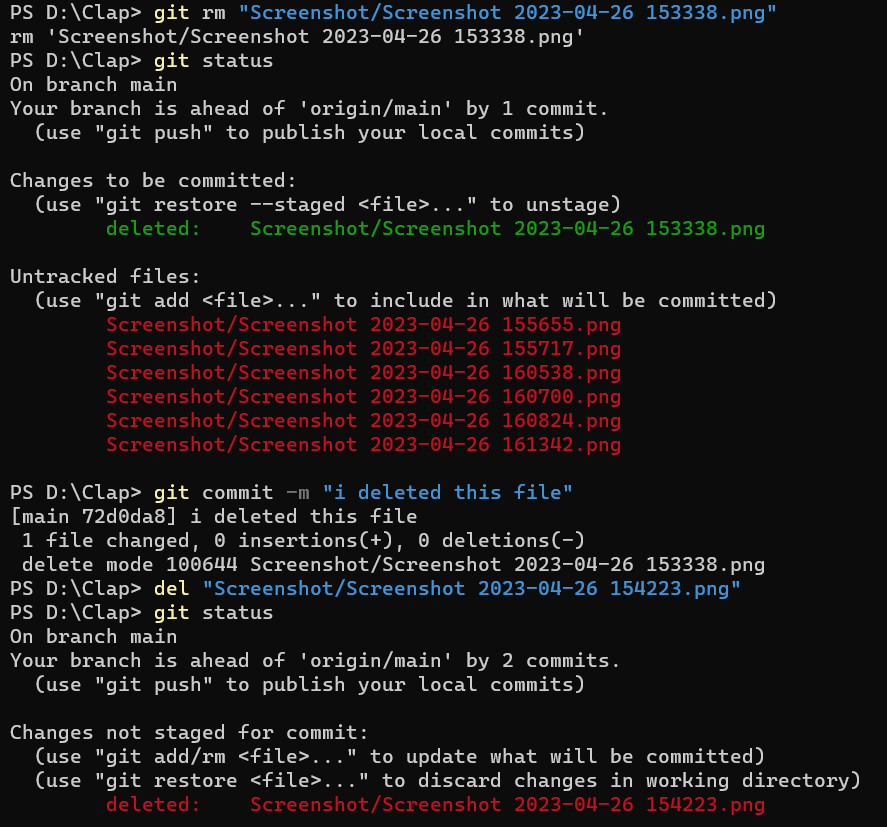 PS D:\Clap> git rm "Screenshot/Screenshot 2023-04-26 153338.png"
rm 'Screenshot/Screenshot 2023-04-26 153338.png'
PS D:\Clap> git status
On branch main
Your branch is ahead of 'origin/main' by 1 commit.
  (use "git push" to publish your local commits)

Changes to be committed:
  (use "git restore --staged <file>..." to unstage)
        deleted:    Screenshot/Screenshot 2023-04-26 153338.png

Untracked files:
  (use "git add <file>..." to include in what will be committed)
        Screenshot/Screenshot 2023-04-26 155655.png
        Screenshot/Screenshot 2023-04-26 155717.png
        Screenshot/Screenshot 2023-04-26 160538.png
        Screenshot/Screenshot 2023-04-26 160700.png
        Screenshot/Screenshot 2023-04-26 160824.png
        Screenshot/Screenshot 2023-04-26 161342.png

PS D:\Clap> git commit -m "i deleted this file"
[main 72d0da8] i deleted this file
 1 file changed, 0 insertions(+), 0 deletions(-)
 delete mode 100644 Screenshot/Screenshot 2023-04-26 153338.png
PS D:\Clap> del "Screenshot/Screenshot 2023-04-26 154223.png"
PS D:\Clap> git status
On branch main
Your branch is ahead of 'origin/main' by 2 commits.
  (use "git push" to publish your local commits)

Changes not staged for commit:
  (use "git add/rm <file>..." to update what will be committed)
  (use "git restore <file>..." to discard changes in working directory)
        deleted:    Screenshot/Screenshot 2023-04-26 154223.png